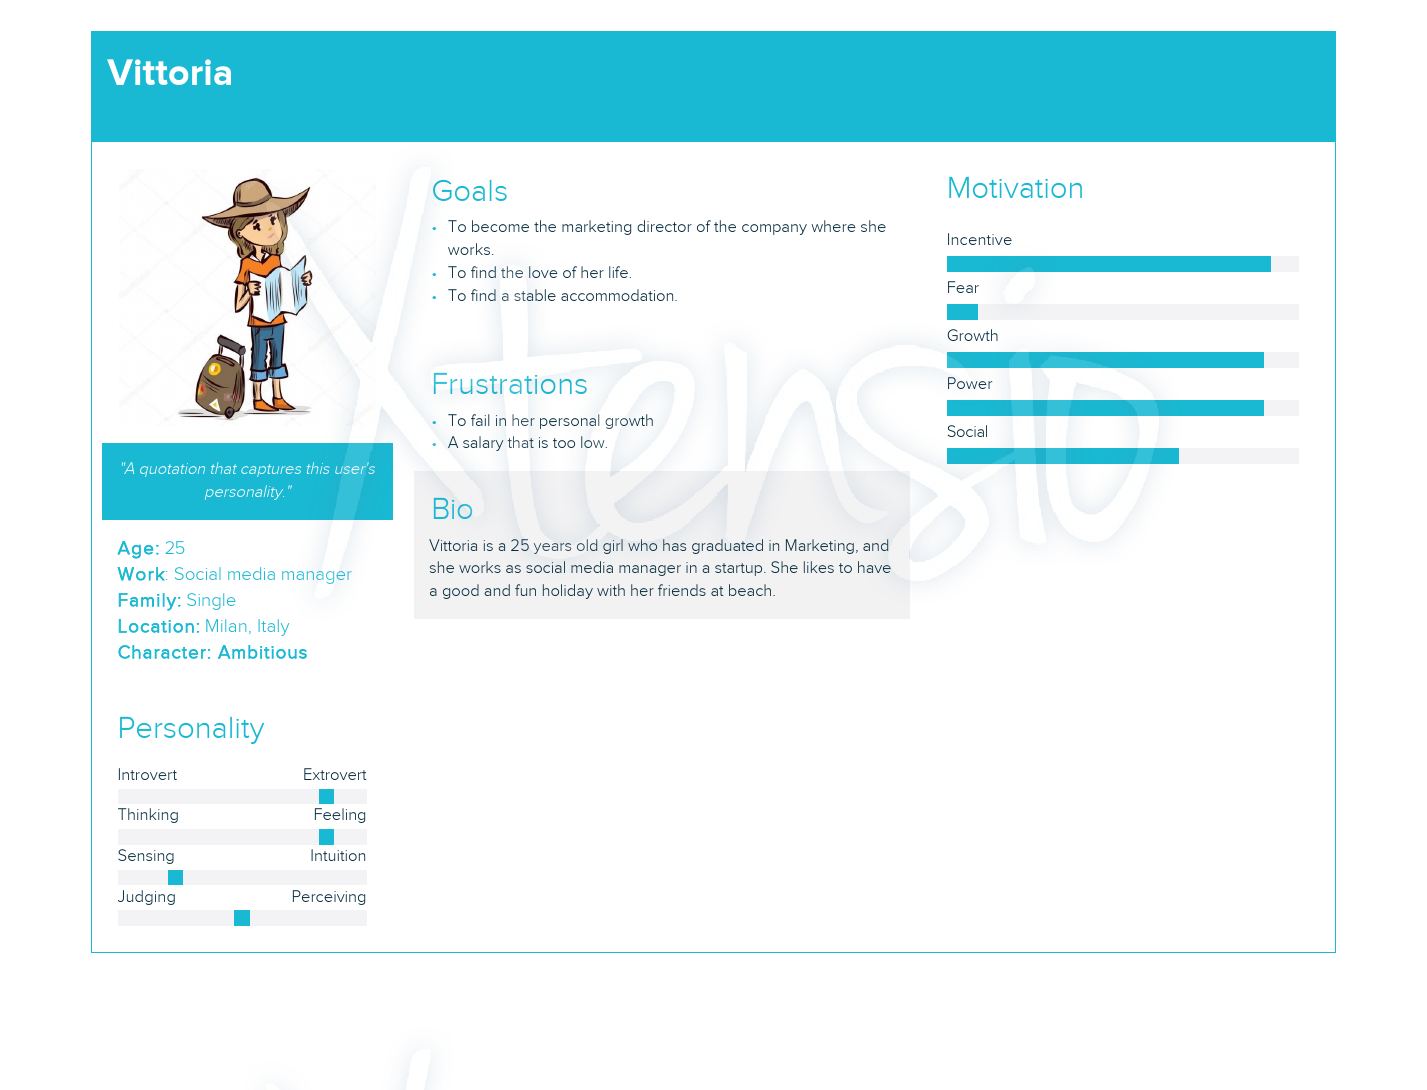 Vittoria
"A quotation that captures this user's
personality."
Age: 25
Work: Social media manager
Family: Single
Location: Milan, Italy
Character: Ambitious
Personality
Introvert Extrovert
Thinking Feeling
Sensing Intuition
Judging Perceiving
Goals
• To become the marketing director of the company where she
works.
• To find the love of her life.
• To find a stable accommodation.
Frustrations
• To fail in her personal growth
• A salary that is too low.
Bio
Vittoria is a 25 years old girl who has graduated in Marketing, and
she works as social media manager in a startup. She likes to have
a good and fun holiday with her friends at beach.
Motivation
Incentive
Fear
Growth
Power
Social
Xtensio